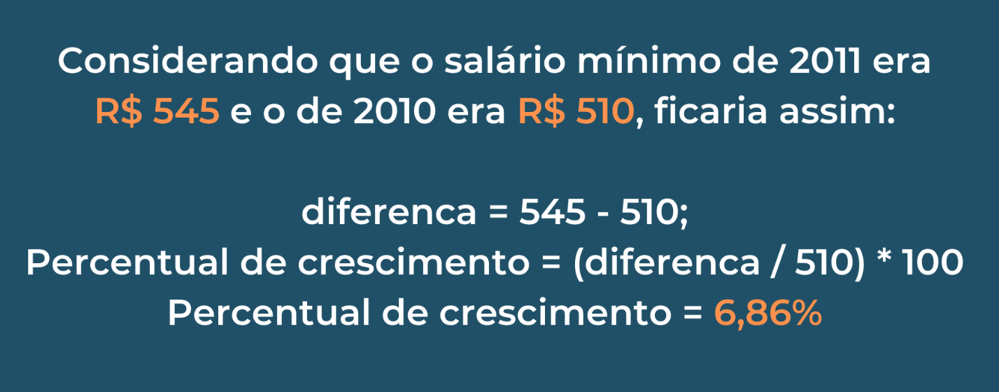 Considerando que o salário mínimo de 2011 era
R$ 545 e o de 2010 era R$ 510, ficaria assim:
diferenca = 545 - 510;
Percentual de crescimento = (diferenca / 510) * 100
Percentual de crescimento = 6,86%